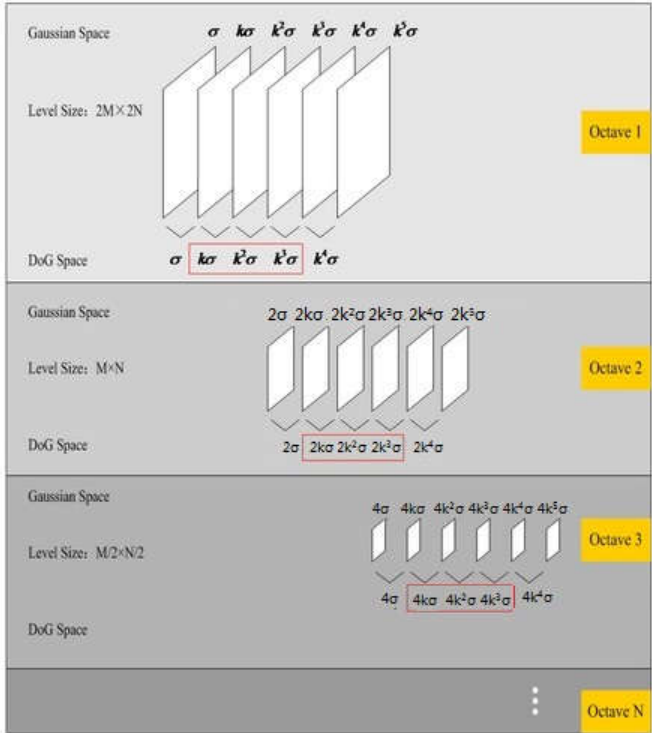 Gaussian Space
σ kσ k²σ k³σ k⁴σ k⁵σ
Level Size: 2M×2N
Octave 1
DoG Space
σ kσ k²σ k³σ k⁴σ
Gaussian Space
2σ 2kσ 2k²σ 2k³σ 2k⁴σ 2k⁵σ
Level Size: M×N
Octave 2
DoG Space
2σ 2kσ 2k²σ 2k³σ 2k⁴σ
Gaussian Space
4σ 4kσ 4k²σ 4k³σ 4k⁴σ 4k⁵σ
Level Size: M/2×N/2
Octave 3
4σ 4kσ 4k²σ 4k³σ 4k⁴σ
DoG Space
Octave N